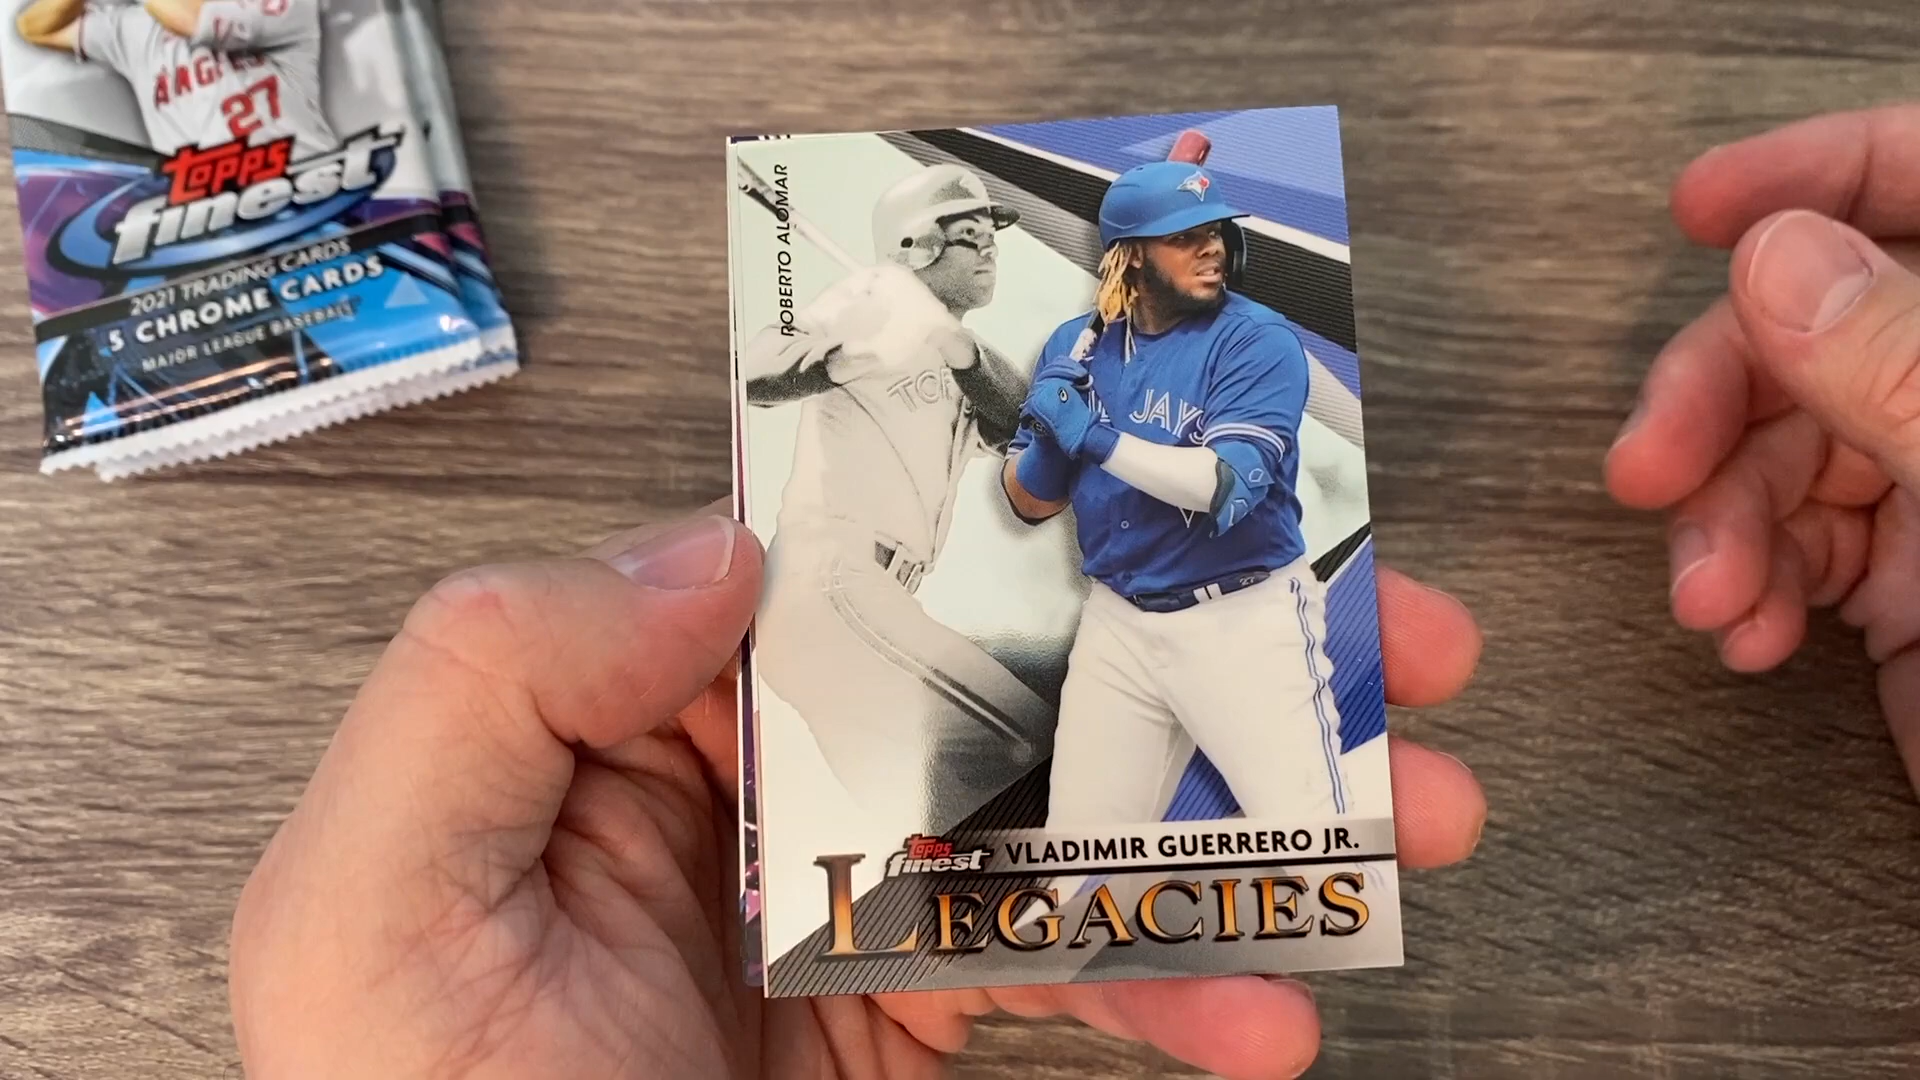 ANGELS
27
TOPPS
finest
2021 TRADING CARDS
5 CHROME CARDS
MAJOR LEAGUE BASEBALL
ROBERTO ALOMAR
TOR
JAYS
27
TOPPS
finest
VLADIMIR GUERRERO JR.
LEGACIES